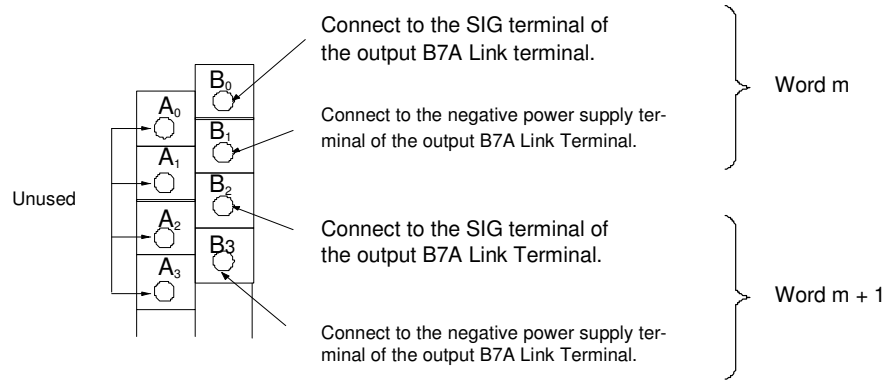 Connect to the SIG terminal of
the output B7A Link terminal.
Word m
B0
A0
Connect to the negative power supply ter-
minal of the output B7A Link Terminal.
B1
A1
Unused
B2
A2
Connect to the SIG terminal of
the output B7A Link Terminal.
B3
A3
Word m + 1
Connect to the negative power supply ter-
minal of the output B7A Link Terminal.